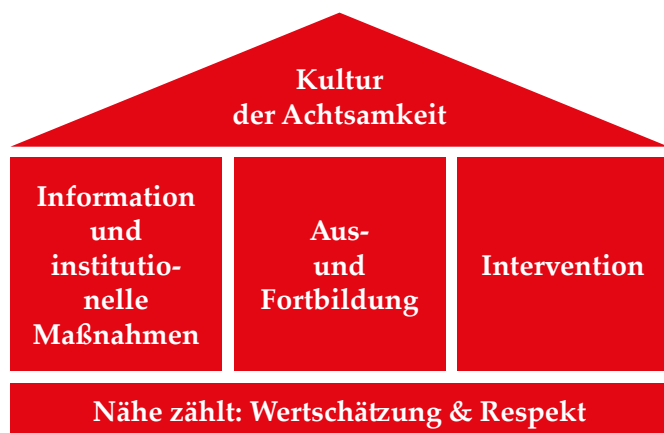 Kultur
der Achtsamkeit
Information
und
institutio-
nelle
Maßnahmen
Aus-
und
Fortbildung
Intervention
Nähe zählt: Wertschätzung & Respekt